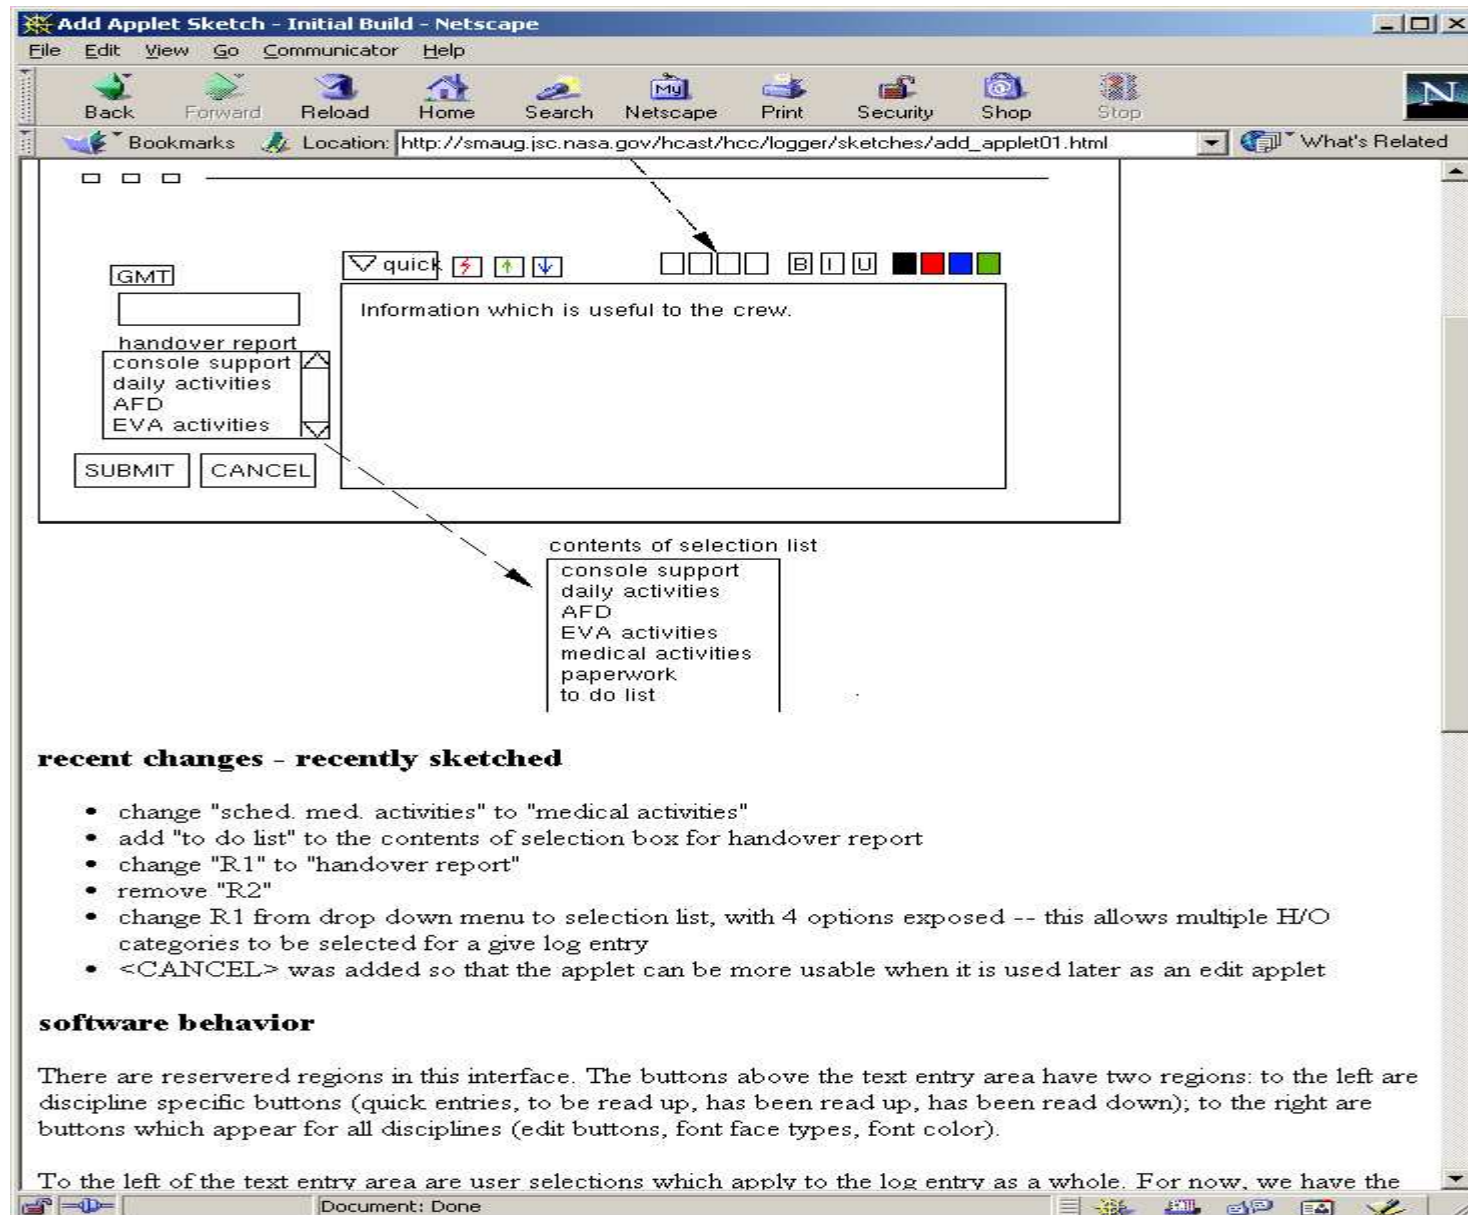 Add Applet Sketch - Initial Build - Netscape
File Edit View Go Communicator Help
My
N
Back Forward Reload Home Search Netscape Print Security Shop Stop
Bookmarks Location: http://smaug.jsc.nasa.gov/hcast/hcc/logger/sketches/add_applet01.html What's Related
quick B I U
GMT
Information which is useful to the crew.
handover report
console support
daily activities
AFD
EVA activities
SUBMIT CANCEL
contents of selection list
console support
daily activities
AFD
EVA activities
medical activities
paperwork
to do list
recent changes - recently sketched
• change "sched. med. activities" to "medical activities"
• add "to do list" to the contents of selection box for handover report
• change "R1" to "handover report"
• remove "R2"
• change R1 from drop down menu to selection list, with 4 options exposed -- this allows multiple H/O
categories to be selected for a give log entry
• <CANCEL> was added so that the applet can be more usable when it is used later as an edit applet
software behavior
There are reservered regions in this interface. The buttons above the text entry area have two regions: to the left are
discipline specific buttons (quick entries, to be read up, has been read up, has been read down); to the right are
buttons which appear for all disciplines (edit buttons, font face types, font color).
To the left of the text entry area are user selections which apply to the log entry as a whole. For now, we have the
Document: Done